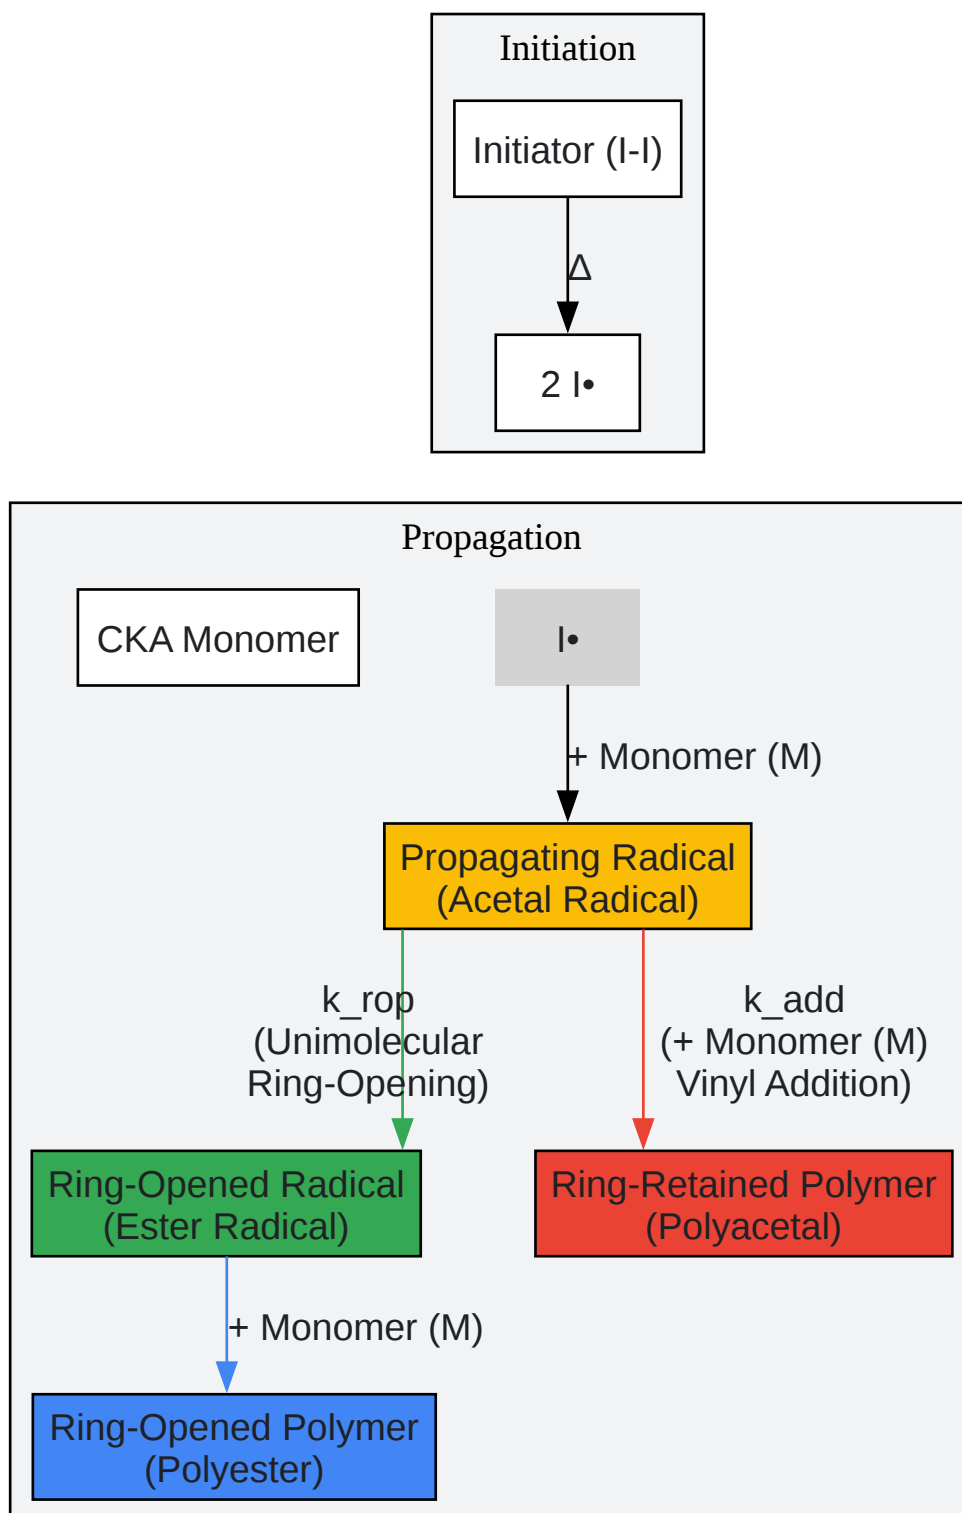 Initiation
Initiator (I-I)
Δ
2 I•
Propagation
CKA Monomer
I•
+ Monomer (M)
Propagating Radical
(Acetal Radical)
k_rop
(Unimolecular
Ring-Opening)
k_add
(+ Monomer (M)
Vinyl Addition)
Ring-Opened Radical
(Ester Radical)
Ring-Retained Polymer
(Polyacetal)
+ Monomer (M)
Ring-Opened Polymer
(Polyester)